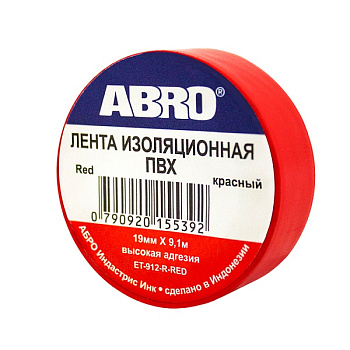 ABRO®
ЛЕНТА ИЗОЛЯЦИОННАЯ
ПВХ
Red
красный
0 790920 155392
19мм X 9,1м
высокая адгезия
ET-912-R-RED
АБРО Индастрис Инк • сделано в Индонезии